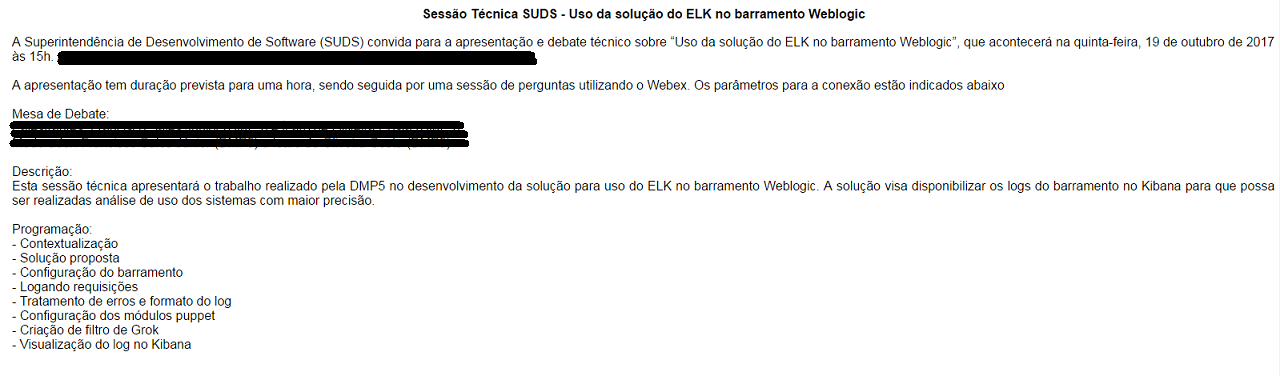 Sessão Técnica SUDS - Uso da solução do ELK no barramento Weblogic
A Superintendência de Desenvolvimento de Software (SUDS) convida para a apresentação e debate técnico sobre “Uso da solução do ELK no barramento Weblogic”, que acontecerá na quinta-feira, 19 de outubro de 2017
às 15h.
A apresentação tem duração prevista para uma hora, sendo seguida por uma sessão de perguntas utilizando o Webex. Os parâmetros para a conexão estão indicados abaixo
Mesa de Debate:
Descrição:
Esta sessão técnica apresentará o trabalho realizado pela DMP5 no desenvolvimento da solução para uso do ELK no barramento Weblogic. A solução visa disponibilizar os logs do barramento no Kibana para que possa
ser realizadas análise de uso dos sistemas com maior precisão.
Programação:
- Contextualização
- Solução proposta
- Configuração do barramento
- Logando requisições
- Tratamento de erros e formato do log
- Configuração dos módulos puppet
- Criação de filtro de Grok
- Visualização do log no Kibana